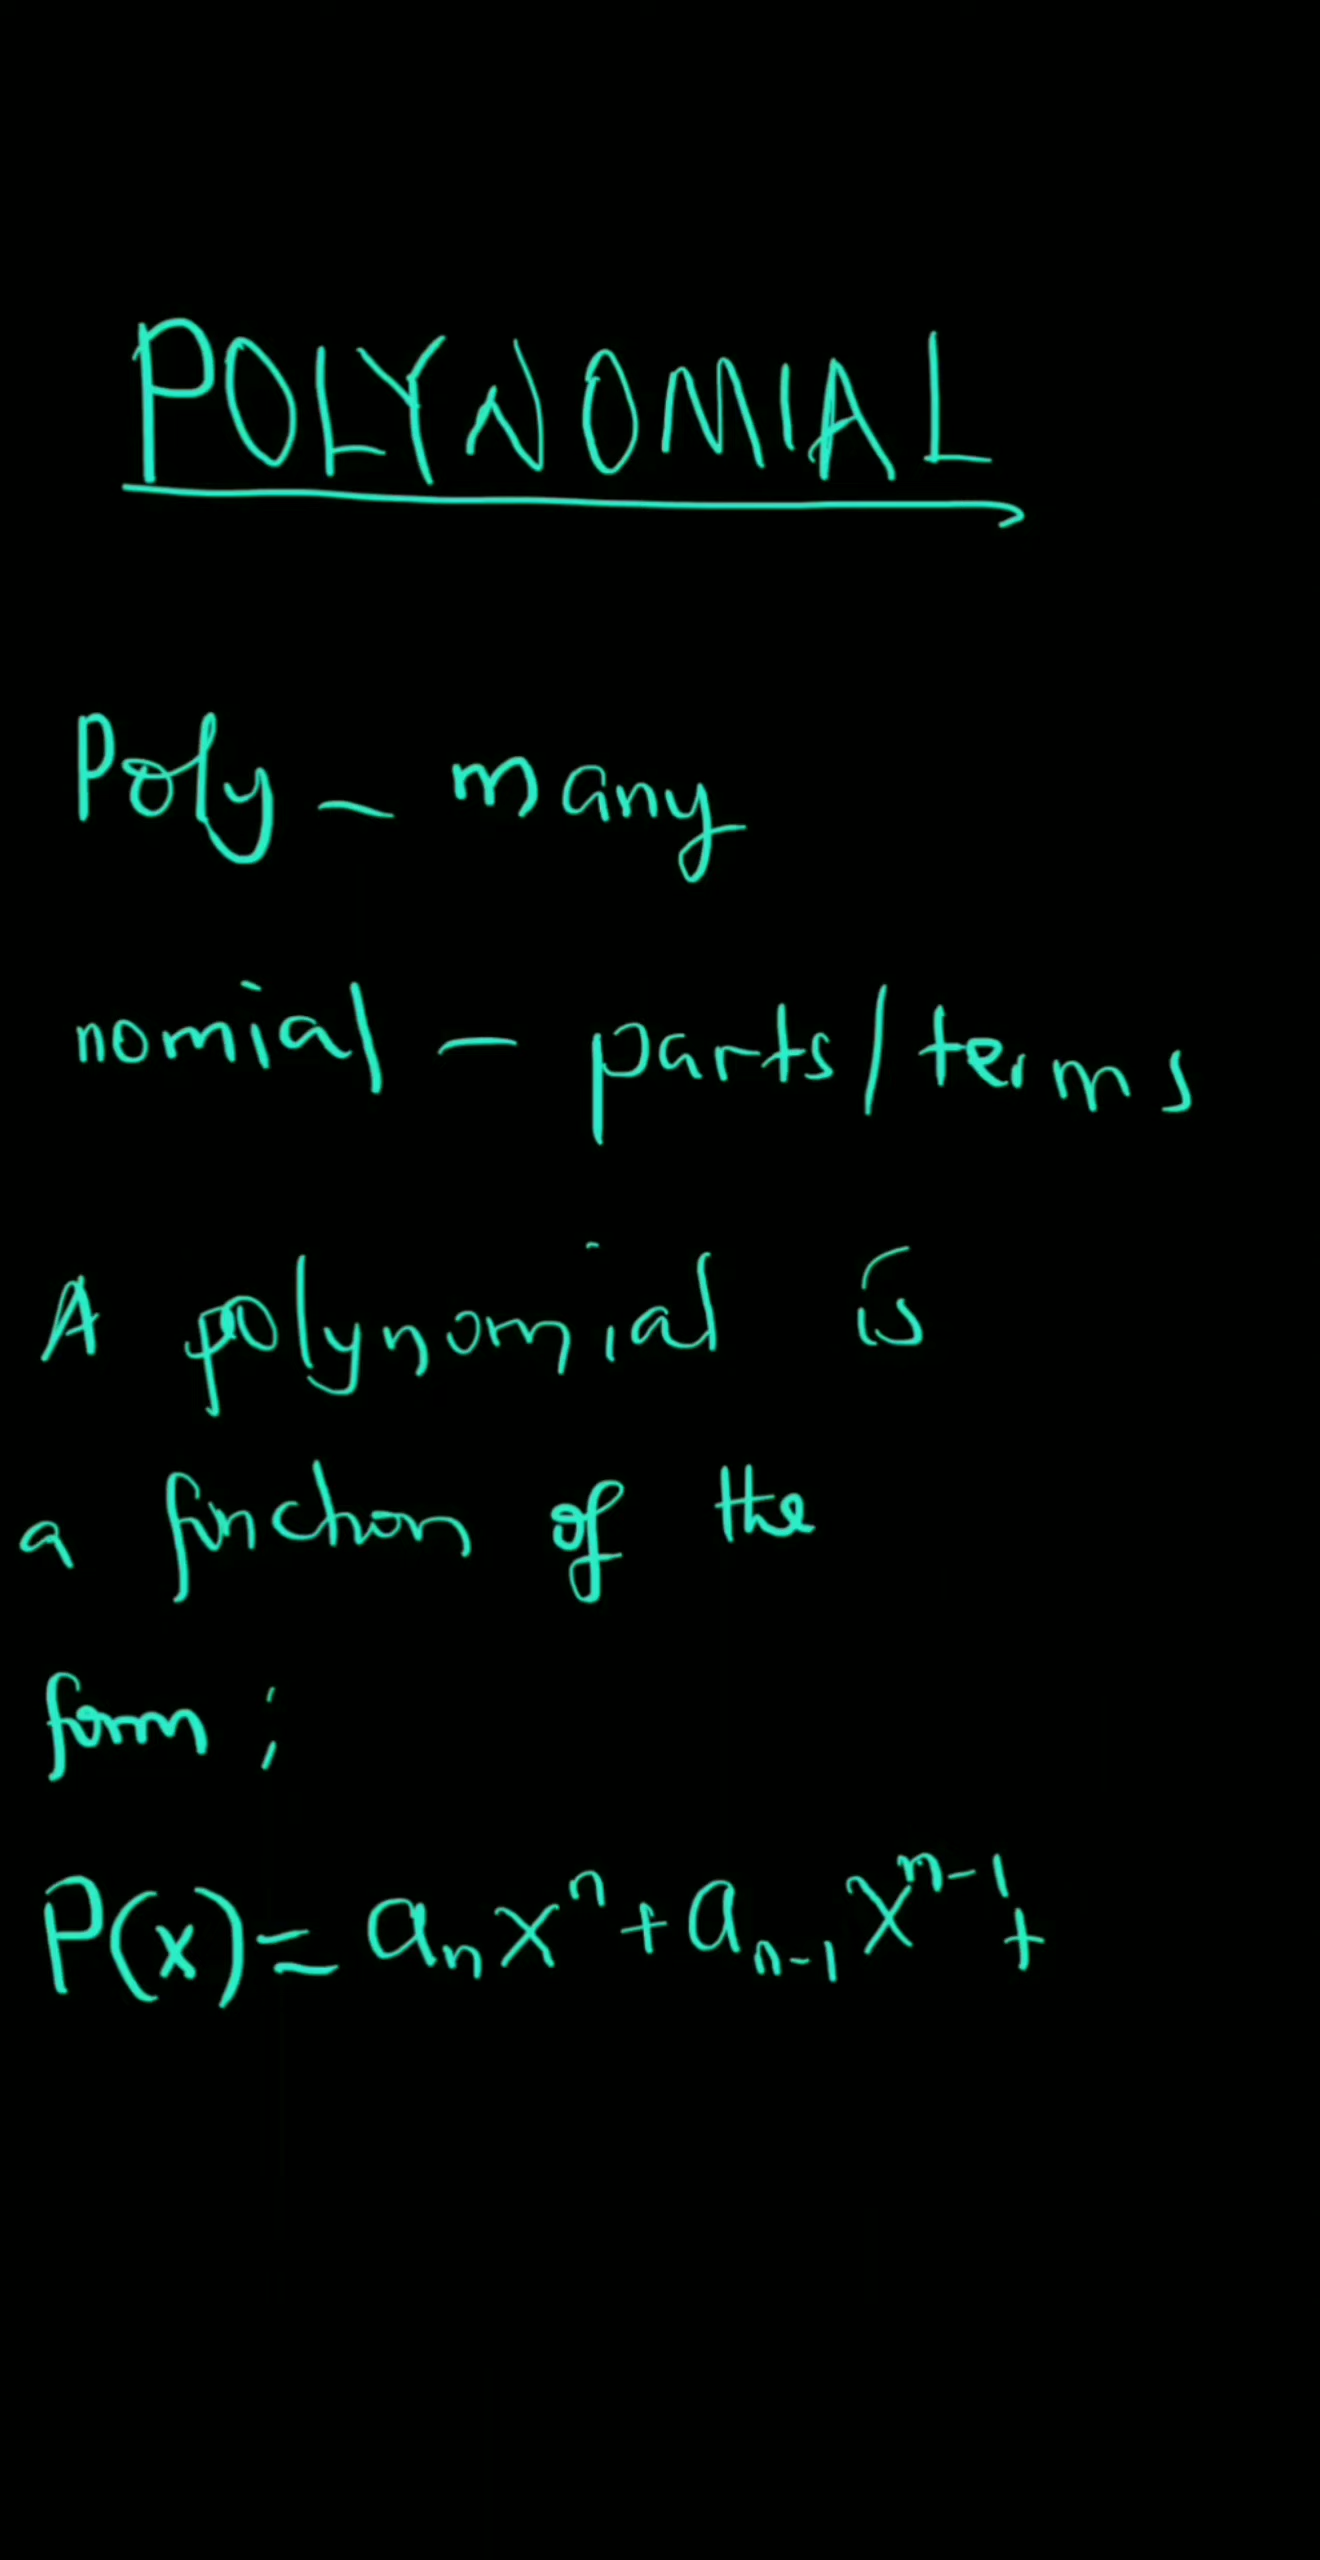 POLYNOMIAL
Poly - many
nomial - parts/terms
A polynomial is
a function of the
form :
P(x) = aₙxⁿ + aₙ₋₁xⁿ⁻¹ +